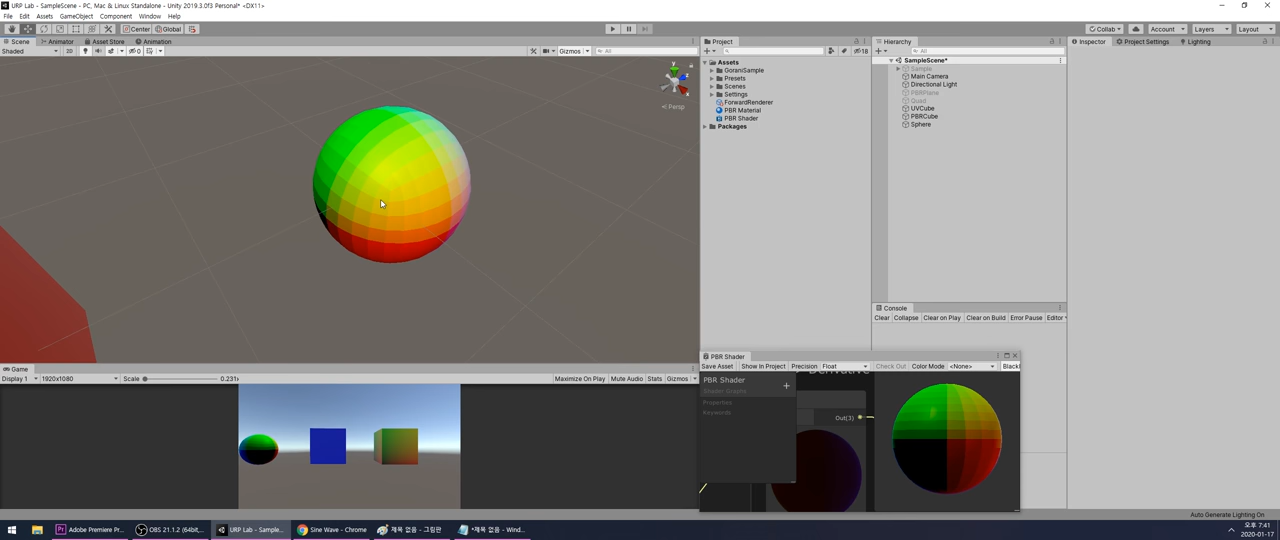 URP Lab - SampleScene - PC, Mac & Linux Standalone - Unity 2019.3.0f3 Personal* <DX11>
File Edit Assets GameObject Component Window Help
Center Global Collab Account Layers Layout
Scene Animator Asset Store Animation
Shaded 2D 0 Gizmos All
y
z
x
Persp
Project
18
Assets
GoraniSample
Presets
Scenes
Settings
ForwardRenderer
PBR Material
PBR Shader
Packages
Hierarchy
All
SampleScene*
Sample
Main Camera
Directional Light
PBRPlane
Quad
UVCube
PBRCube
Sphere
Inspector Project Settings Lighting
Console
Clear Collapse Clear on Play Clear on Build Error Pause Editor
Game
Display 1 1920x1080 Scale 0.231x Maximize On Play Mute Audio Stats Gizmos
PBR Shader
Save Asset Show In Project Precision Float Check Out Color Mode <None>
PBR Shader
Shader Graphs
Properties
Keywords
Out(3)
Auto Generate Lighting On
Adobe Premiere Pr...
OBS 21.1.2 (64bit,...
URP Lab - Sample...
Sine Wave - Chrome
제목 없음 - 그림판
*제목 없음 - Wind...
오후 7:41
2020-01-17